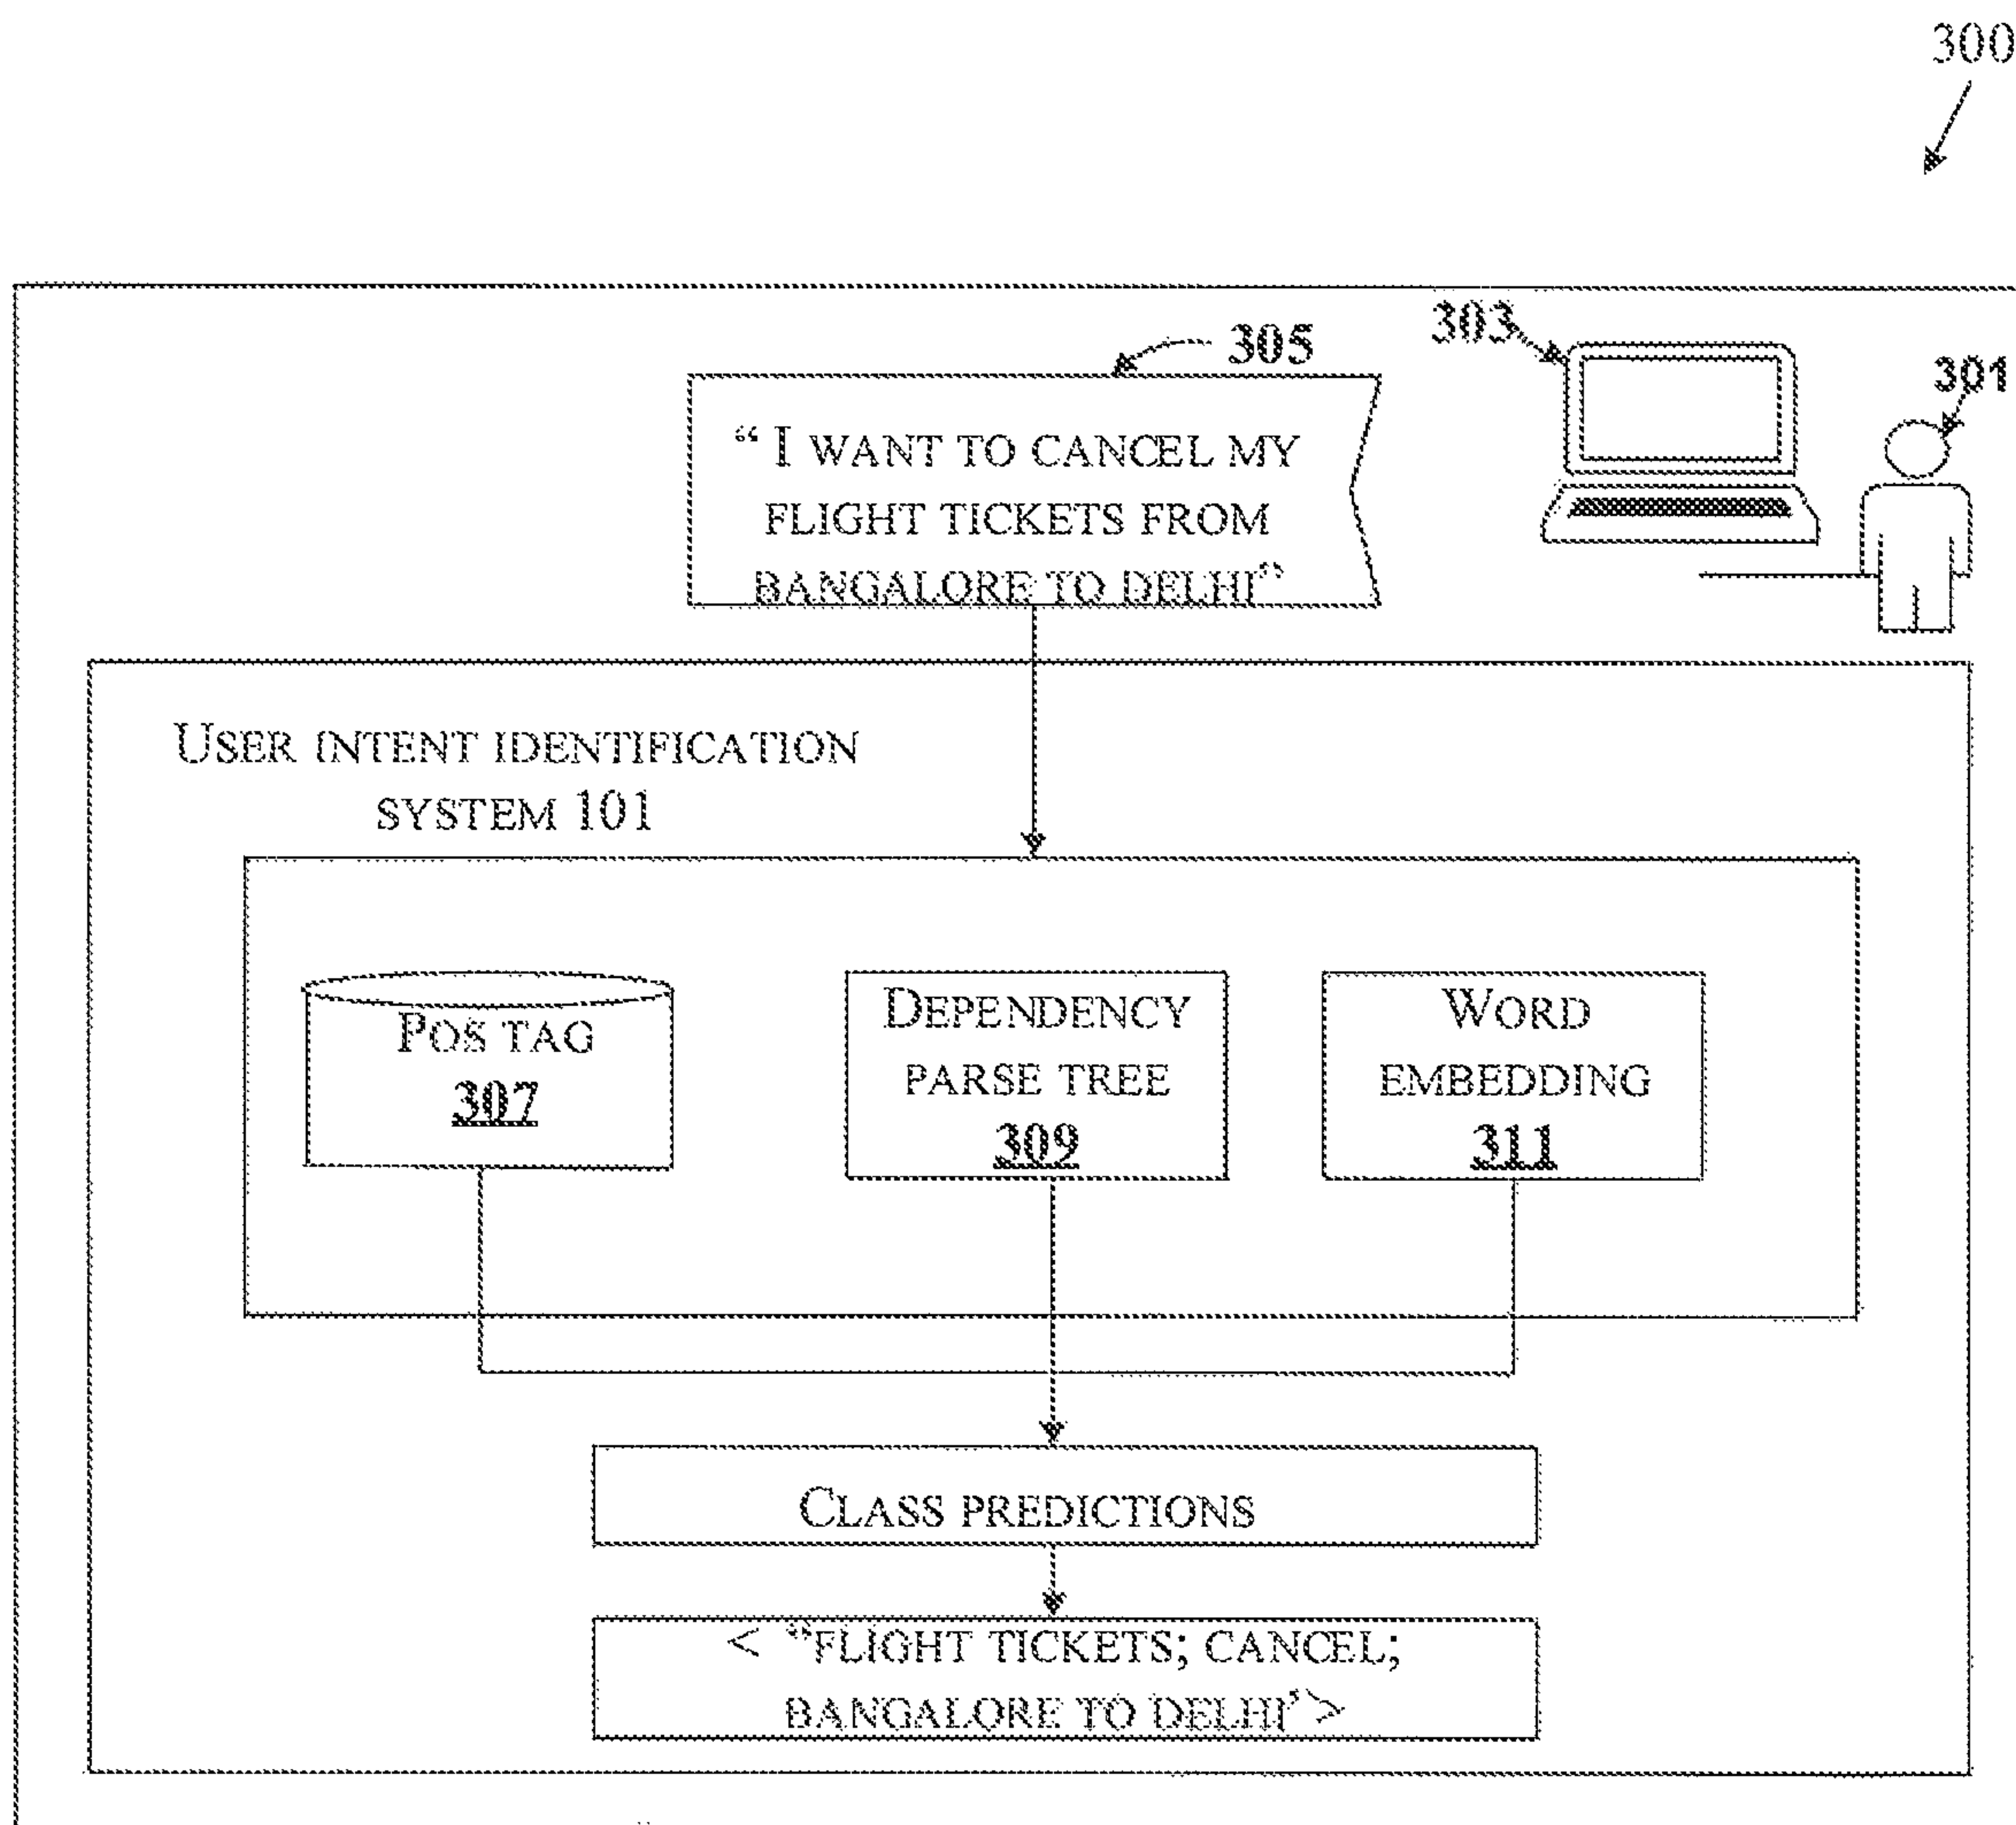 300
305
303
301
“ I WANT TO CANCEL MY
FLIGHT TICKETS FROM
BANGALORE TO DELHI”
USER INTENT IDENTIFICATION
SYSTEM 101
POS TAG
307
DEPENDENCY
PARSE TREE
309
WORD
EMBEDDING
311
CLASS PREDICTIONS
< “FLIGHT TICKETS; CANCEL;
BANGALORE TO DELHI”>